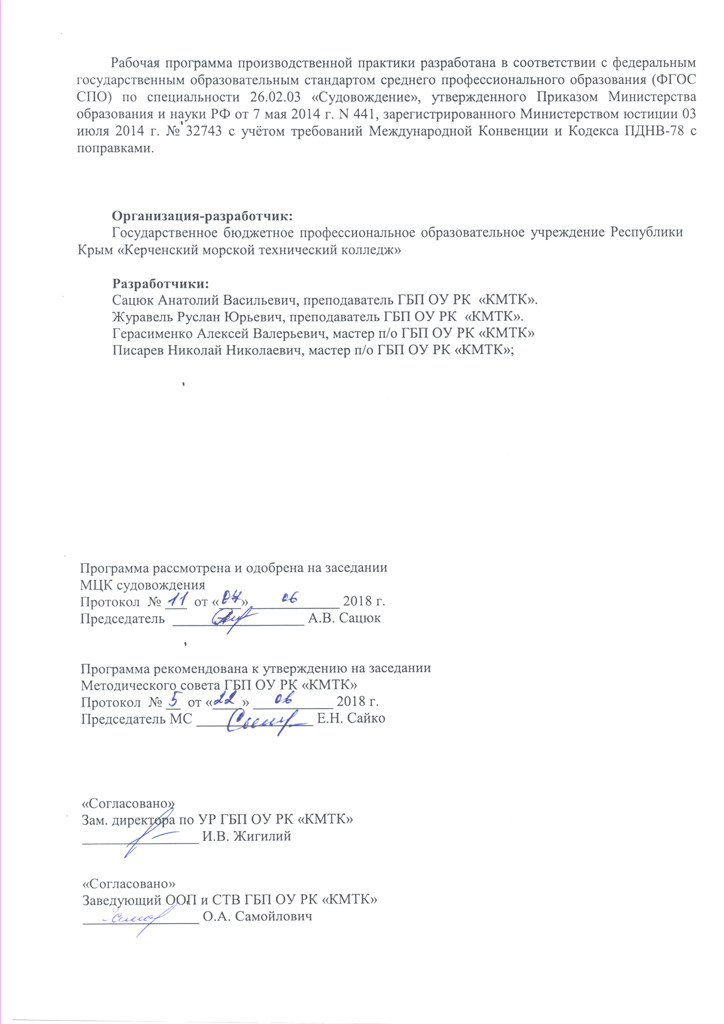 Рабочая программа производственной практики разработана в соответствии с федеральным
государственным образовательным стандартом среднего профессионального образования (ФГОС
СПО) по специальности 26.02.03 «Судовождение», утвержденного Приказом Министерства
образования и науки РФ от 7 мая 2014 г. N 441, зарегистрированного Министерством юстиции 03
июля 2014 г. № 32743 с учётом требований Международной Конвенции и Кодекса ПДНВ-78 с
поправками.
Организация-разработчик:
Государственное бюджетное профессиональное образовательное учреждение Республики
Крым «Керченский морской технический колледж»
Разработчики:
Сацюк Анатолий Васильевич, преподаватель ГБП ОУ РК «КМТК».
Журавель Руслан Юрьевич, преподаватель ГБП ОУ РК «КМТК».
Герасименко Алексей Валерьевич, мастер п/о ГБП ОУ РК «КМТК»
Писарев Николай Николаевич, мастер п/о ГБП ОУ РК «КМТК»;
Программа рассмотрена и одобрена на заседании
МЦК судовождения
Протокол № 11 от «04» 06 2018 г.
Председатель ____________________ А.В. Сацюк
Программа рекомендована к утверждению на заседании
Методического совета ГБП ОУ РК «КМТК»
Протокол № 5 от «22» 06 2018 г.
Председатель МС __________________ Е.Н. Сайко
«Согласовано»
Зам. директора по УР ГБП ОУ РК «КМТК»
__________________ И.В. Жигилий
«Согласовано»
Заведующий ООП и СТВ ГБП ОУ РК «КМТК»
__________________ О.А. Самойлович